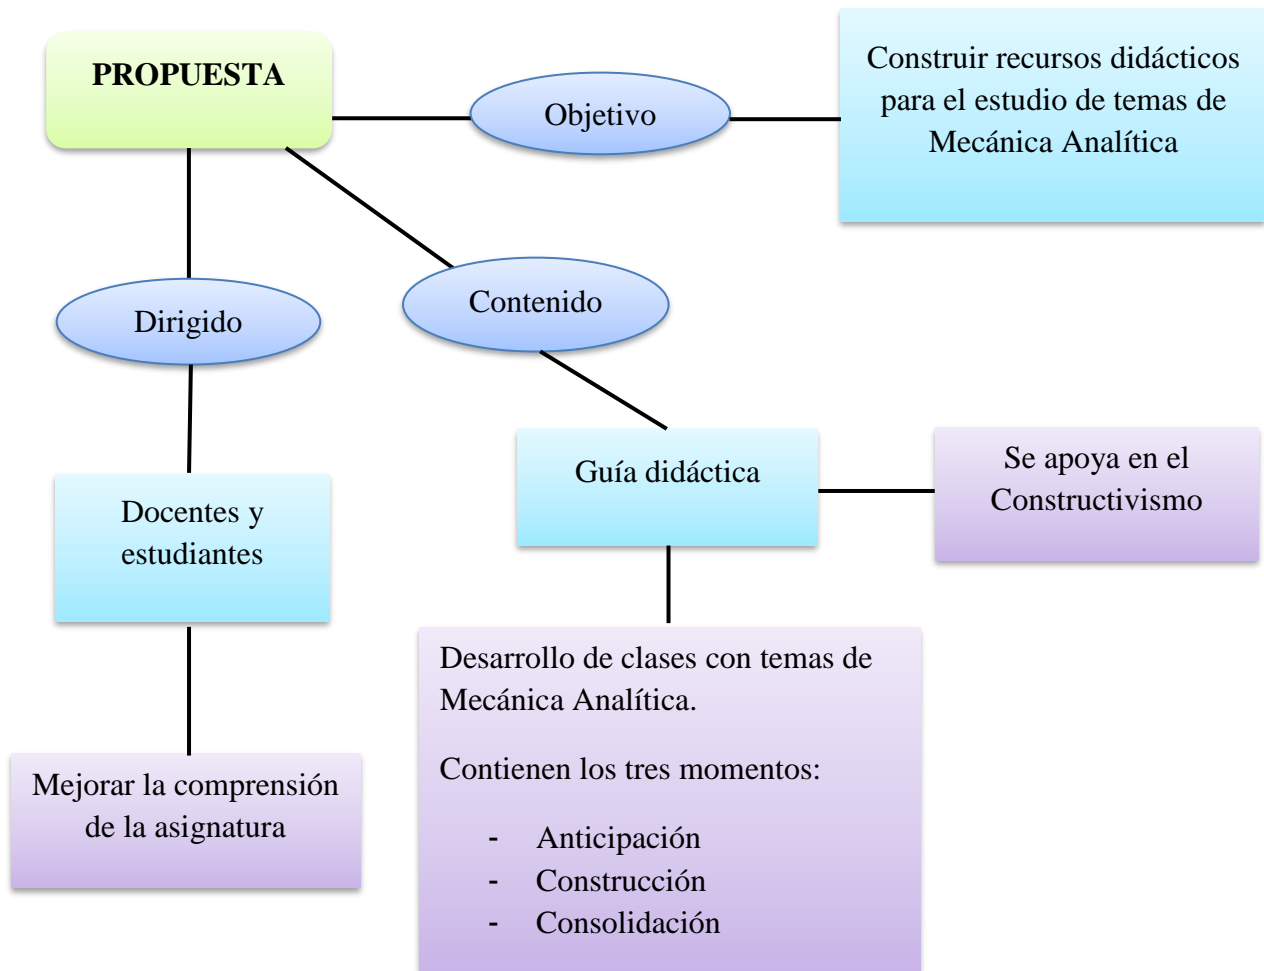 PROPUESTA
Objetivo
Construir recursos didácticos
para el estudio de temas de
Mecánica Analítica
Dirigido
Contenido
Docentes y
estudiantes
Guía didáctica
Se apoya en el
Constructivismo
Mejorar la comprensión
de la asignatura
Desarrollo de clases con temas de
Mecánica Analítica.
Contienen los tres momentos:
- Anticipación
- Construcción
- Consolidación